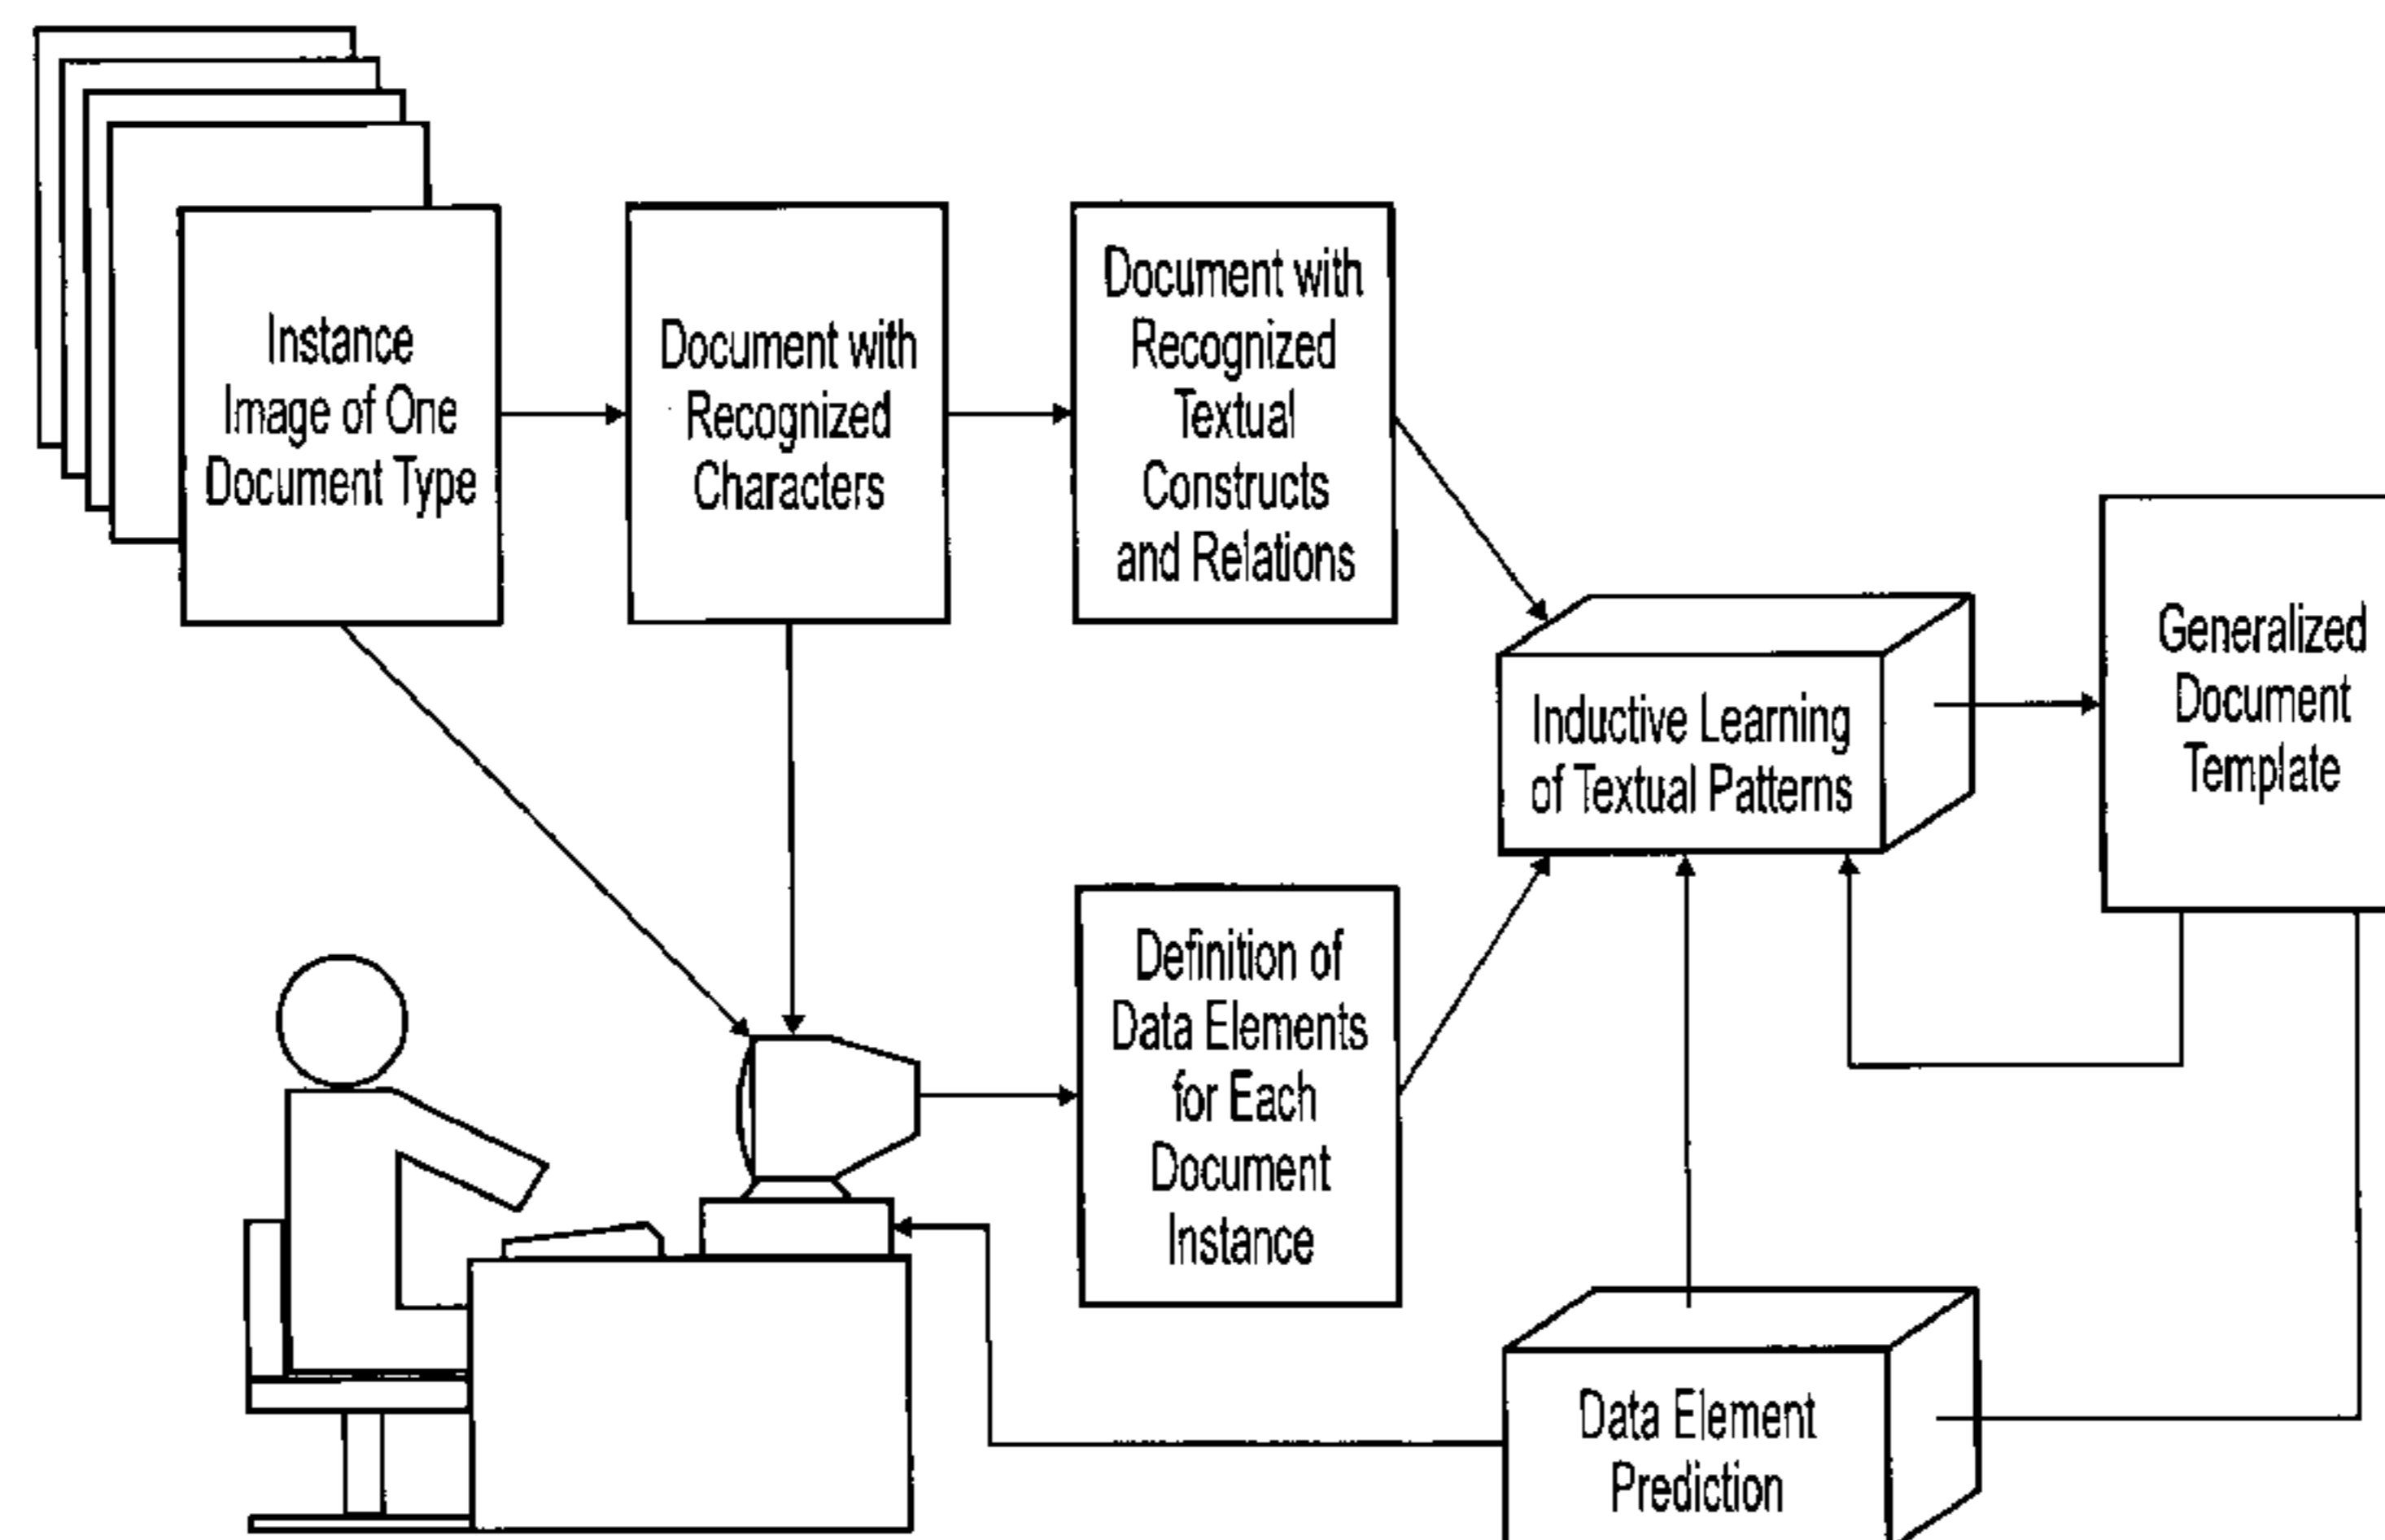 Instance
Image of One
Document Type
Document with
Recognized
Characters
Document with
Recognized
Textual
Constructs
and Relations
Inductive Learning
of Textual Patterns
Generalized
Document
Template
Definition of
Data Elements
for Each
Document
Instance
Data Element
Prediction